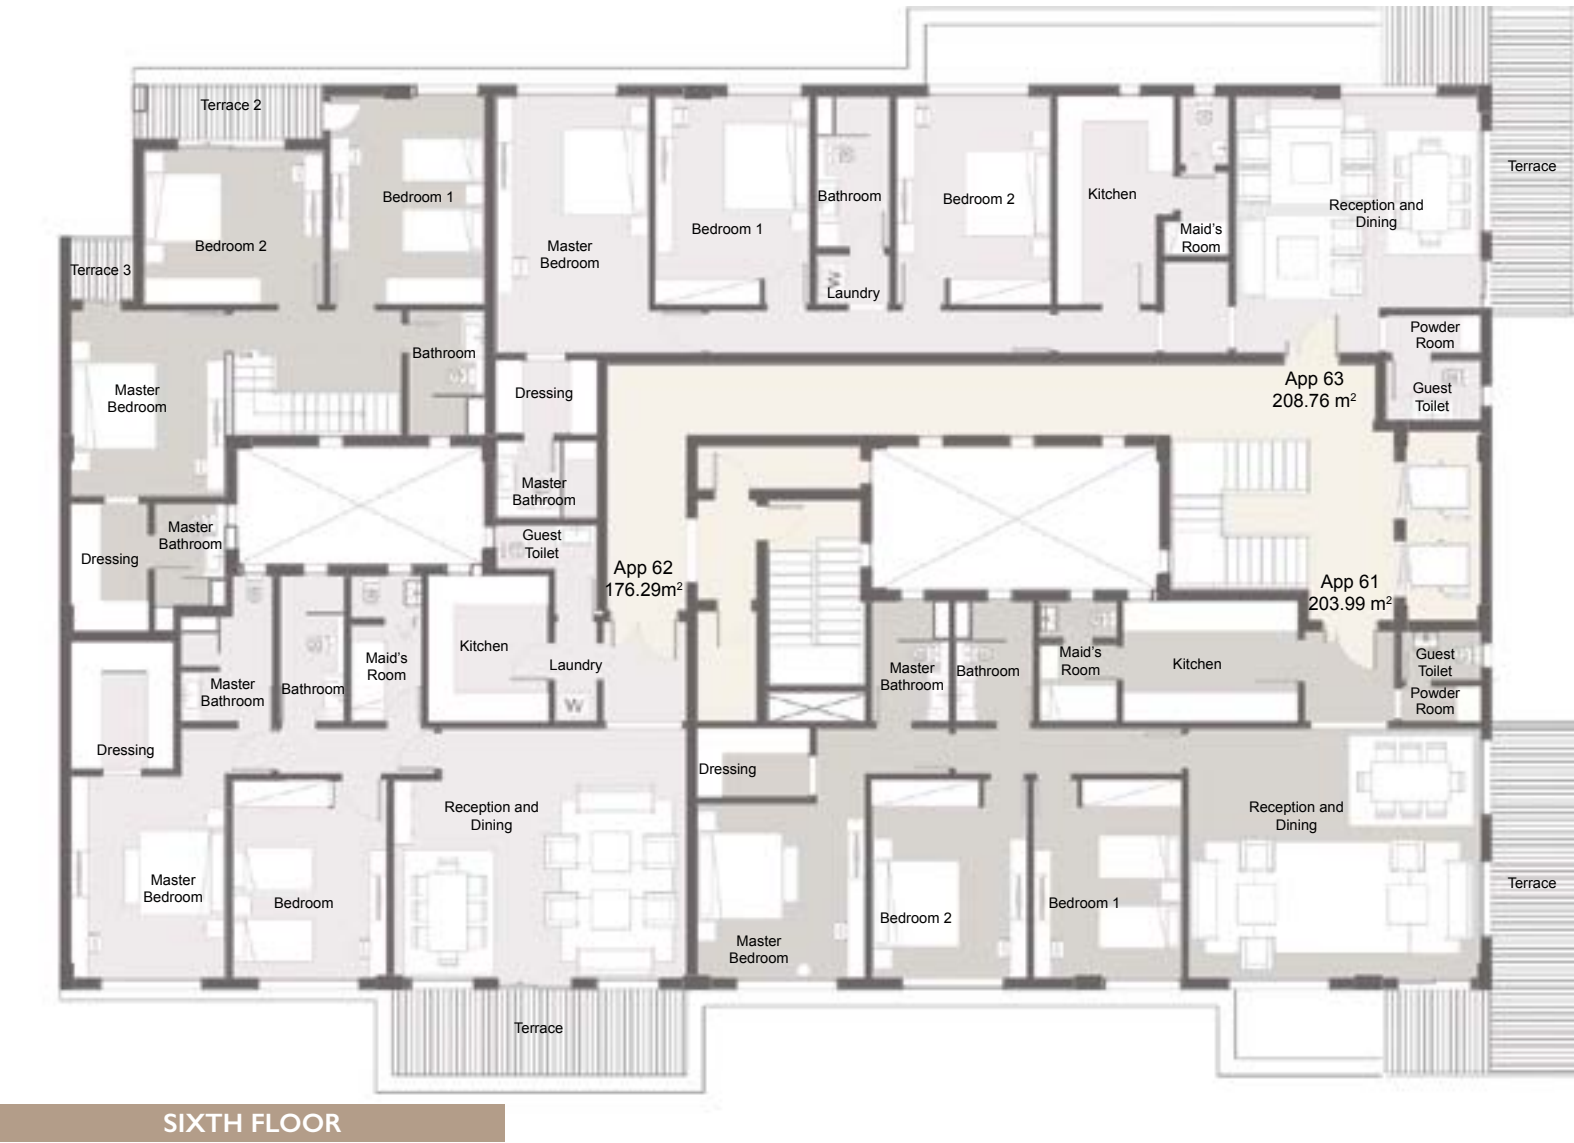 Terrace 2
Terrace
Bedroom 1
Bedroom 2
Terrace 3
Master
Bedroom
Bathroom
Master
Bathroom
Dressing
Master
Bedroom
Bedroom 1
Bathroom
W
Laundry
Bedroom 2
Kitchen
Maid's
Room
Reception and
Dining
Powder
Room
Guest
Toilet
Dressing
Master
Bathroom
App 63
208.76 m²
Guest
Toilet
App 62
176.29m²
App 61
203.99 m²
Dressing
Master
Bathroom
Bathroom
Maid's
Room
Kitchen
Laundry
W
Master
Bedroom
Bedroom
Reception and
Dining
Terrace
Master
Bathroom
Bathroom
Maid's
Room
Kitchen
Guest
Toilet
Powder
Room
Dressing
Master
Bedroom
Bedroom 2
Bedroom 1
Reception and
Dining
Terrace
SIXTH FLOOR